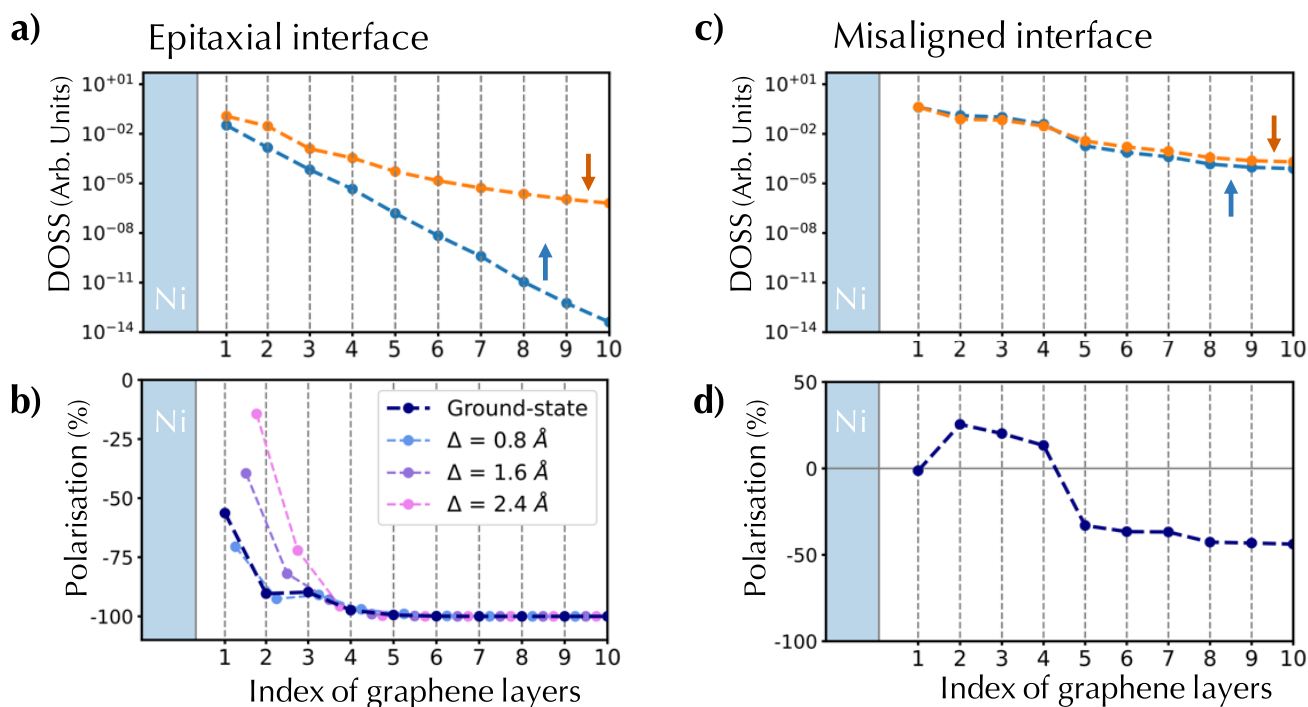 a)
Epitaxial interface
DOSS (Arb. Units)
10+01
10−02
10−05
10−08
10−11
10−14
Ni
1 2 3 4 5 6 7 8 9 10
b)
Polarisation (%)
0
-25
-50
-75
-100
Ni
Ground-state
Δ = 0.8 Å
Δ = 1.6 Å
Δ = 2.4 Å
1 2 3 4 5 6 7 8 9 10
Index of graphene layers
c)
Misaligned interface
DOSS (Arb. Units)
10+01
10−02
10−05
10−08
10−11
10−14
Ni
1 2 3 4 5 6 7 8 9 10
d)
Polarisation (%)
50
0
-50
-100
Ni
1 2 3 4 5 6 7 8 9 10
Index of graphene layers